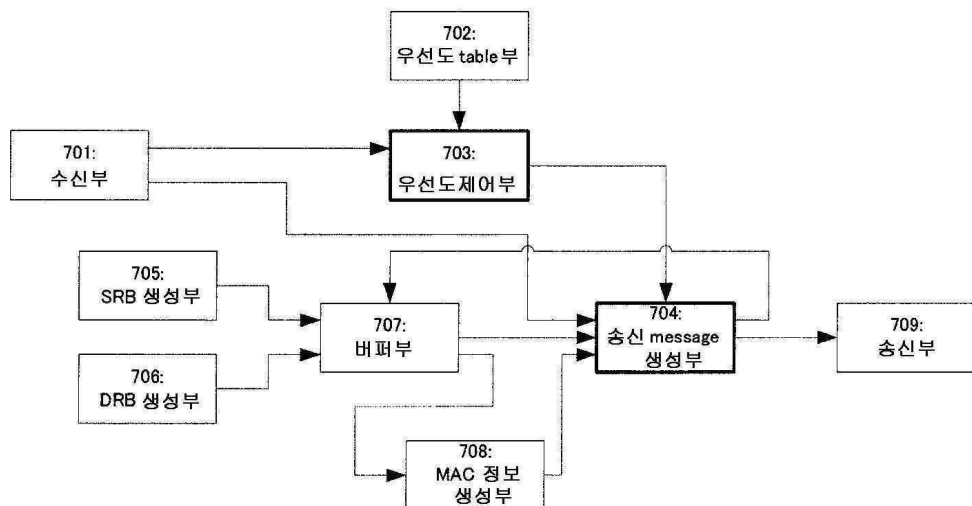 702:
우선도 table부
701:
수신부
703:
우선도제어부
705:
SRB 생성부
706:
DRB 생성부
707:
버퍼부
704:
송신 message
생성부
709:
송신부
708:
MAC 정보
생성부